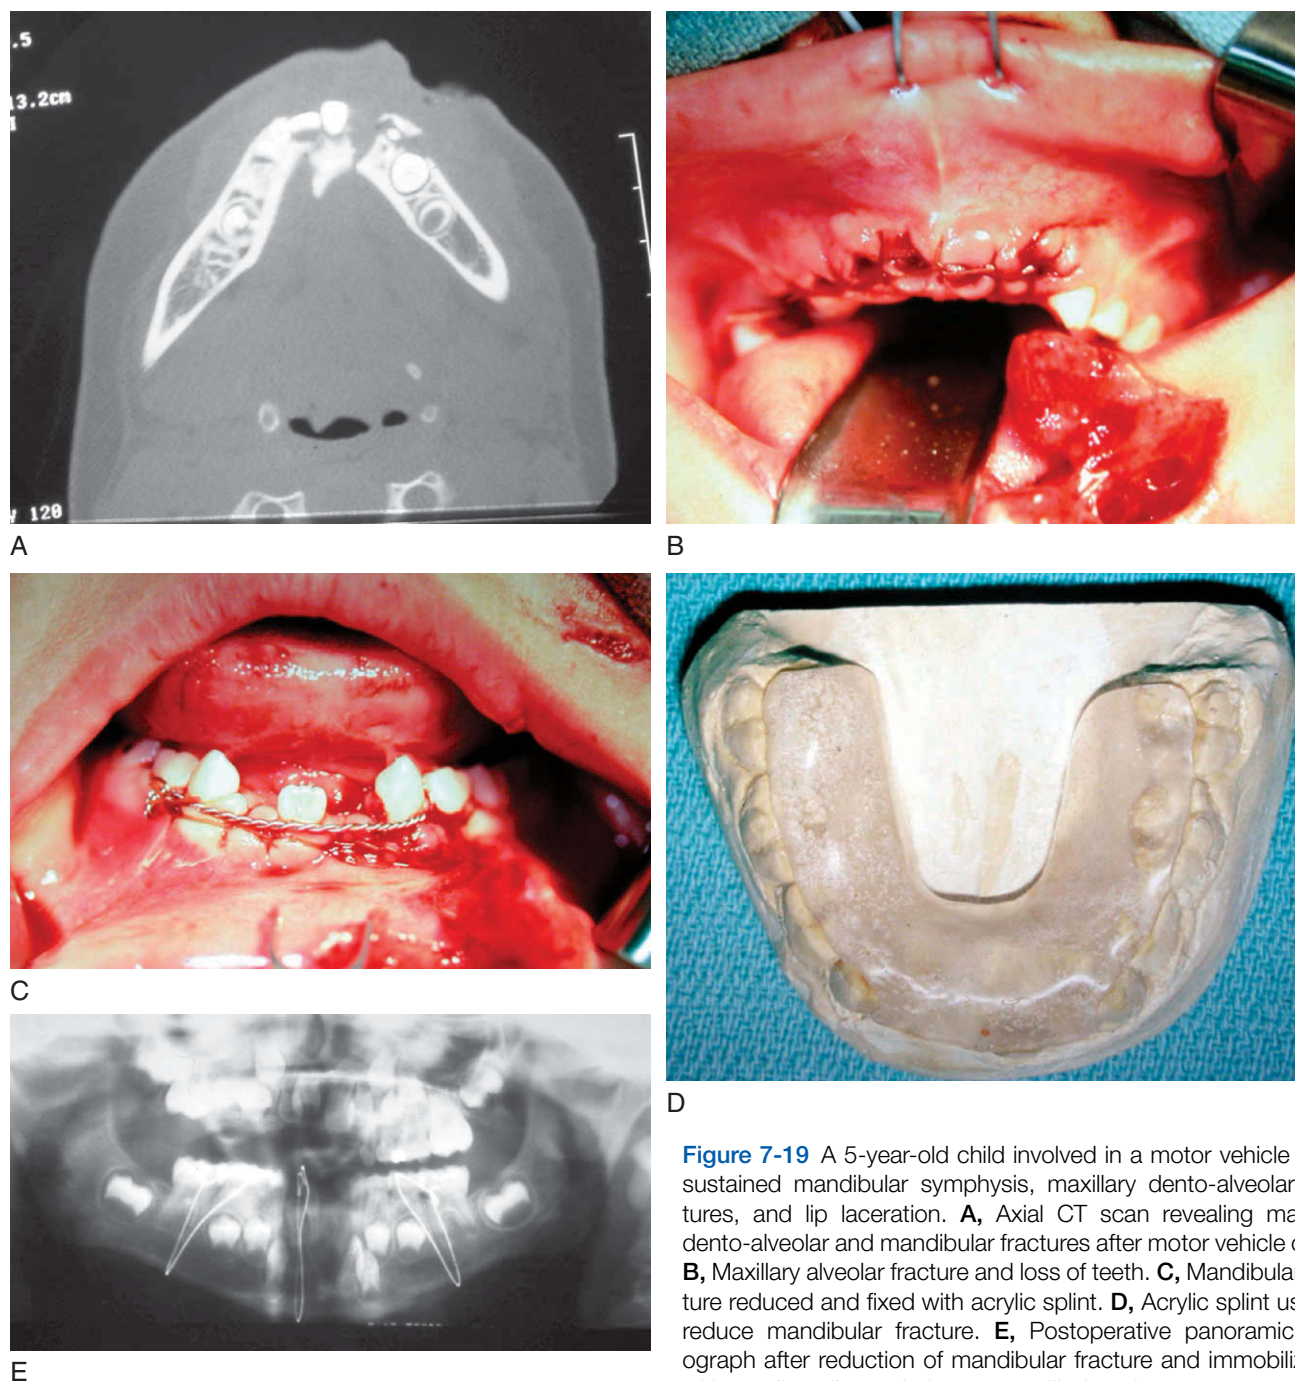 .5
13.2cm
120
A
B
C
D
E
Figure 7-19 A 5-year-old child involved in a motor vehicle
sustained mandibular symphysis, maxillary dento-alveolar
tures, and lip laceration. A, Axial CT scan revealing ma
dento-alveolar and mandibular fractures after motor vehicle
B, Maxillary alveolar fracture and loss of teeth. C, Mandibular
ture reduced and fixed with acrylic splint. D, Acrylic splint us
reduce mandibular fracture. E, Postoperative panoramic
ograph after reduction of mandibular fracture and immobiliz